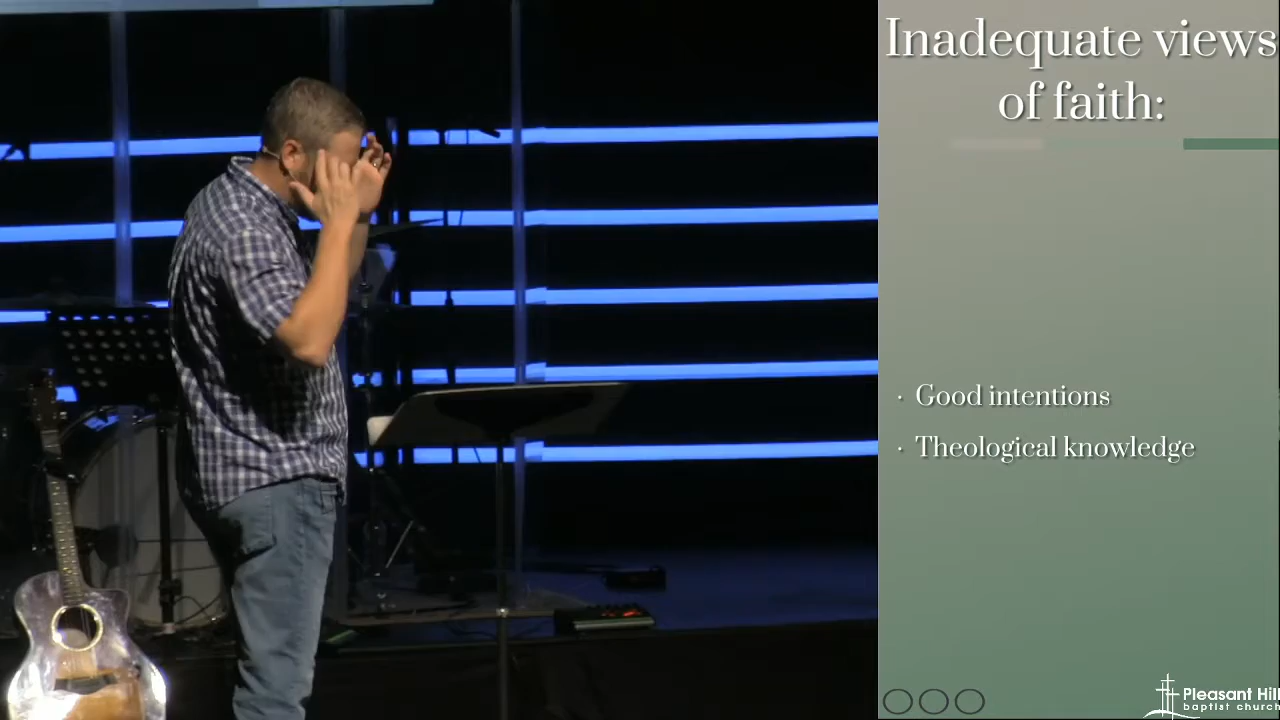 Inadequate views
of faith:
· Good intentions
· Theological knowledge
Pleasant Hill
baptist church